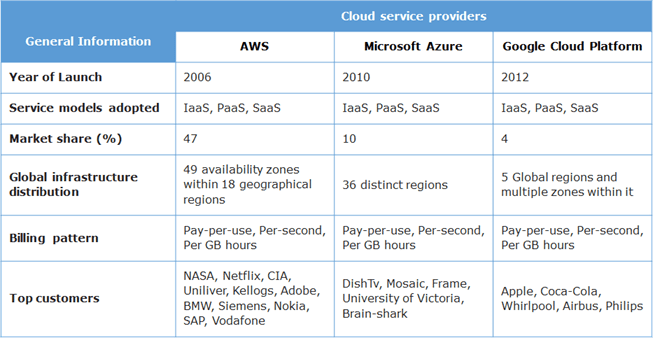 Cloud service providers
General Information
AWS
Microsoft Azure
Google Cloud Platform
Year of Launch
2006
2010
2012
Service models adopted
IaaS, PaaS, SaaS
IaaS, PaaS, SaaS
IaaS, PaaS, SaaS
Market share (%)
47
10
4
Global infrastructure
distribution
49 availability zones
within 18 geographical
regions
36 distinct regions
5 Global regions and
multiple zones within it
Billing pattern
Pay-per-use, Per-second,
Per GB hours
Pay-per-use, Per-second,
Per GB hours
Pay-per-use, Per-second,
Per GB hours
Top customers
NASA, Netflix, CIA,
Uniliver, Kellogs, Adobe,
BMW, Siemens, Nokia,
SAP, Vodafone
DishTv, Mosaic, Frame,
University of Victoria,
Brain-shark
Apple, Coca-Cola,
Whirlpool, Airbus, Philips